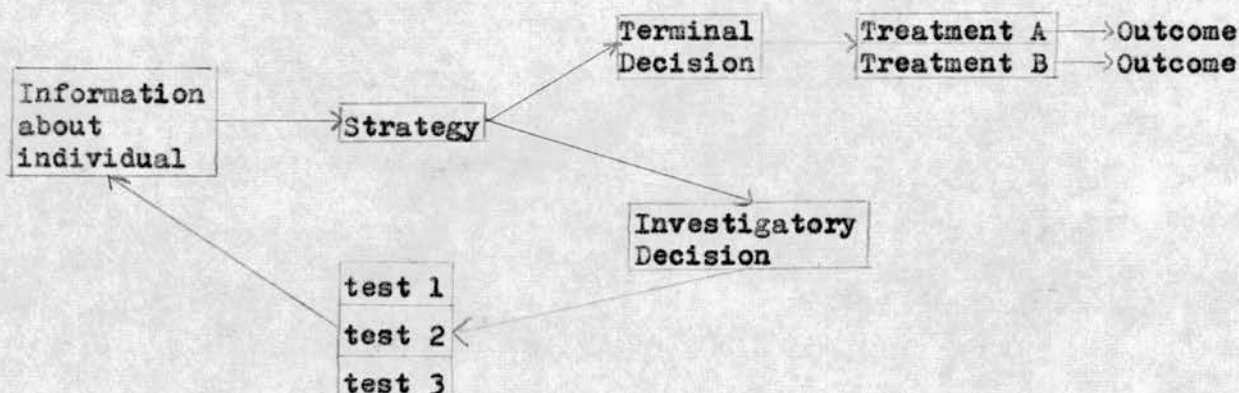 Information
about
individual
Strategy
Terminal
Decision
Treatment A
Treatment B
Outcome
Outcome
Investigatory
Decision
test 1
test 2
test 3